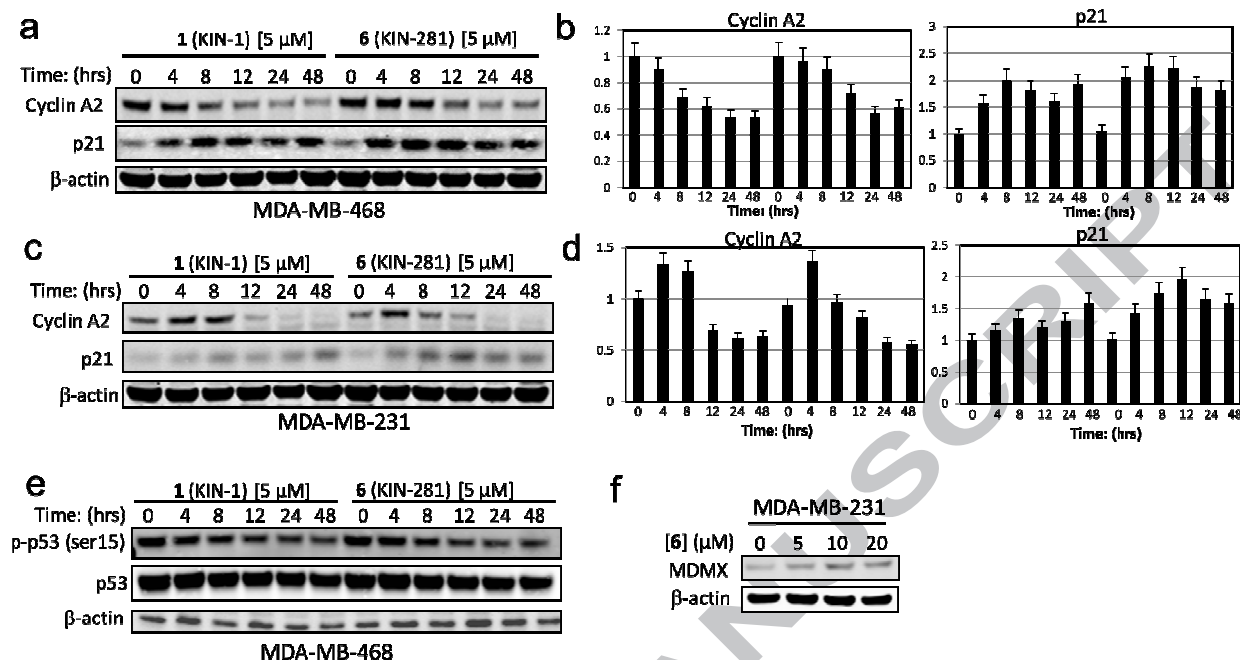 a
1 (KIN-1) [5 µM] 6 (KIN-281) [5 µM]
Time: (hrs) 0 4 8 12 24 48 0 4 8 12 24 48
Cyclin A2
p21
β-actin
MDA-MB-468
b
Cyclin A2
1.2
1
0.8
0.6
0.4
0.2
0
0 4 8 12 24 48 0 4 8 12 24 48
Time: (hrs)
p21
3
2.5
2
1.5
1
0.5
0
0 4 8 12 24 48 0 4 8 12 24 48
Time: (hrs)
c
1 (KIN-1) [5 µM] 6 (KIN-281) [5 µM]
Time: (hrs) 0 4 8 12 24 48 0 4 8 12 24 48
Cyclin A2
p21
β-actin
MDA-MB-231
d
Cyclin A2
1.5
1
0.5
0
0 4 8 12 24 48 0 4 8 12 24 48
Time: (hrs)
p21
2.5
2
1.5
1
0.5
0
0 4 8 12 24 48 0 4 8 12 24 48
Time: (hrs)
e
1 (KIN-1) [5 µM] 6 (KIN-281) [5 µM]
Time: (hrs) 0 4 8 12 24 48 0 4 8 12 24 48
p-p53 (ser15)
p53
β-actin
MDA-MB-468
f
MDA-MB-231
[6] (µM) 0 5 10 20
MDMX
β-actin
ANUSCRIPT